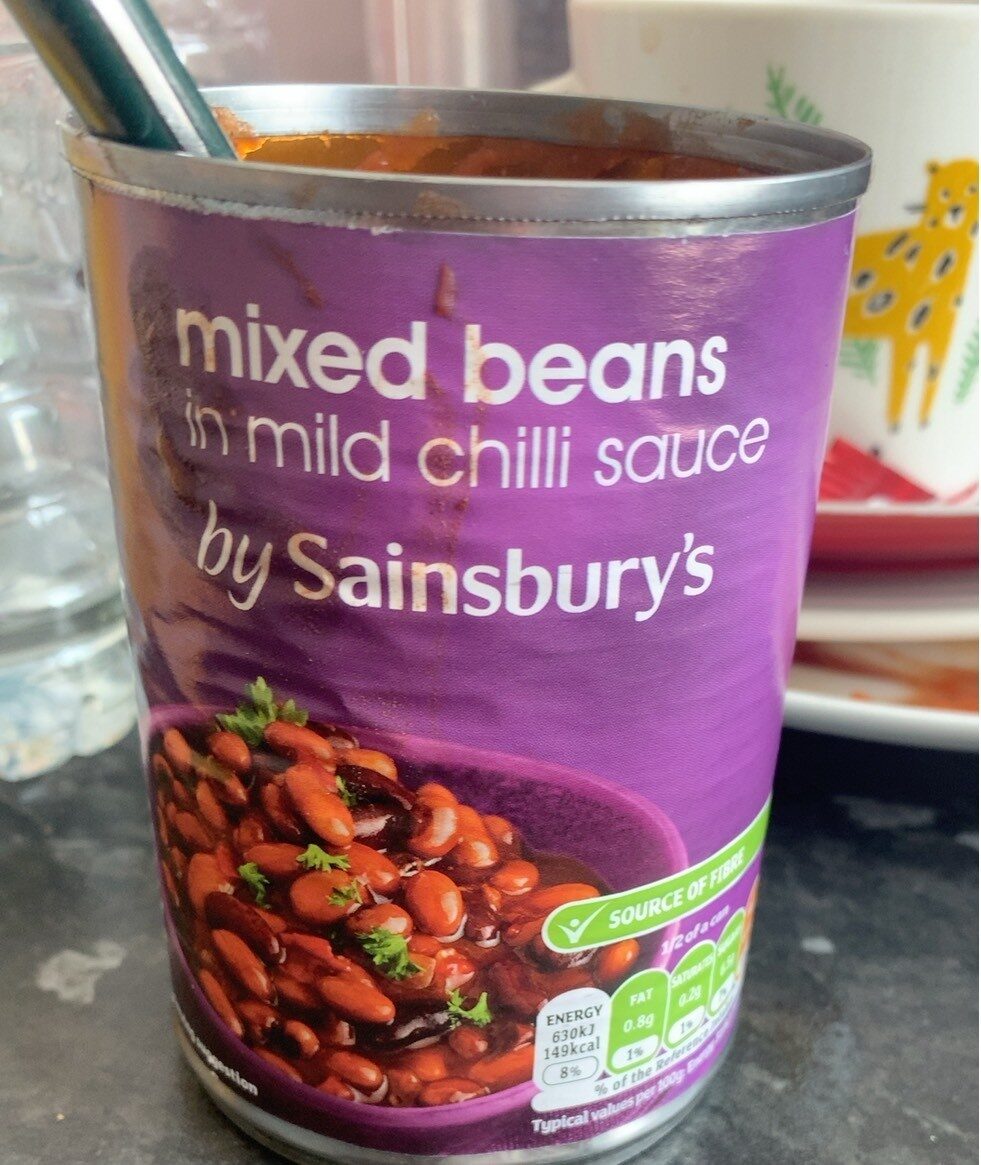 mixed beans
in mild chilli sauce
by Sainsbury's
SOURCE OF FIBRE
1/2 of a can
ENERGY
630kJ
149kcal
8%
FAT
0.8g
1%
SATURATES
0.2g
1%
% of the Reference
Typical values per 100g: